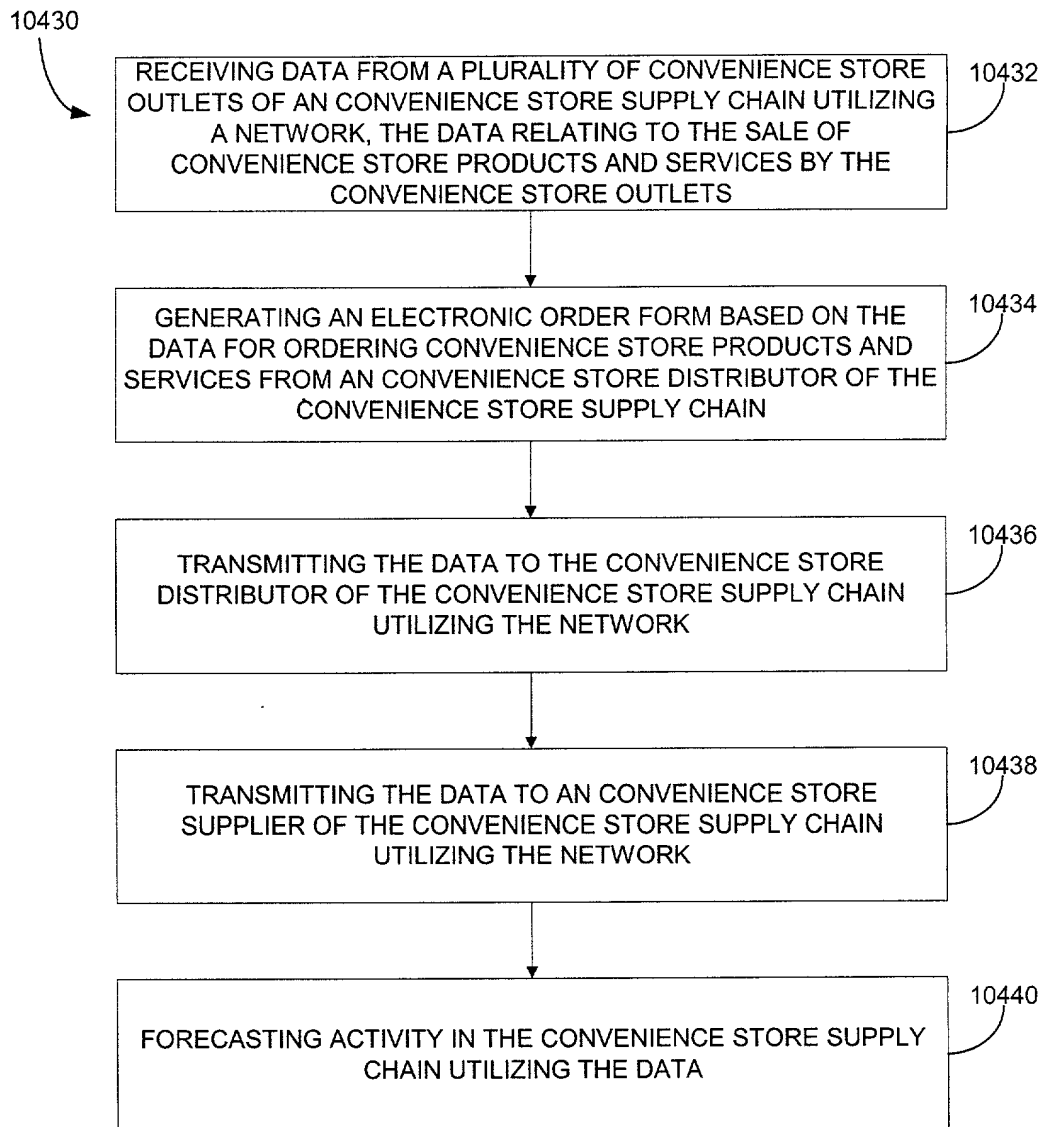 10430
RECEIVING DATA FROM A PLURALITY OF CONVENIENCE STORE
OUTLETS OF AN CONVENIENCE STORE SUPPLY CHAIN UTILIZING
A NETWORK, THE DATA RELATING TO THE SALE OF
CONVENIENCE STORE PRODUCTS AND SERVICES BY THE
CONVENIENCE STORE OUTLETS
10432
GENERATING AN ELECTRONIC ORDER FORM BASED ON THE
DATA FOR ORDERING CONVENIENCE STORE PRODUCTS AND
SERVICES FROM AN CONVENIENCE STORE DISTRIBUTOR OF THE
CONVENIENCE STORE SUPPLY CHAIN
10434
TRANSMITTING THE DATA TO THE CONVENIENCE STORE
DISTRIBUTOR OF THE CONVENIENCE STORE SUPPLY CHAIN
UTILIZING THE NETWORK
10436
TRANSMITTING THE DATA TO AN CONVENIENCE STORE
SUPPLIER OF THE CONVENIENCE STORE SUPPLY CHAIN
UTILIZING THE NETWORK
10438
FORECASTING ACTIVITY IN THE CONVENIENCE STORE SUPPLY
CHAIN UTILIZING THE DATA
10440